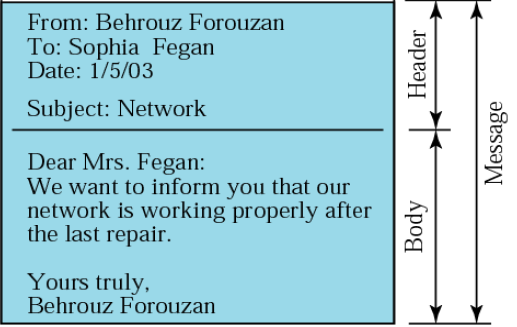 From: Behrouz Forouzan
To: Sophia Fegan
Date: 1/5/03
Subject: Network
Dear Mrs. Fegan:
We want to inform you that our
network is working properly after
the last repair.
Yours truly,
Behrouz Forouzan
Header
Body
Message